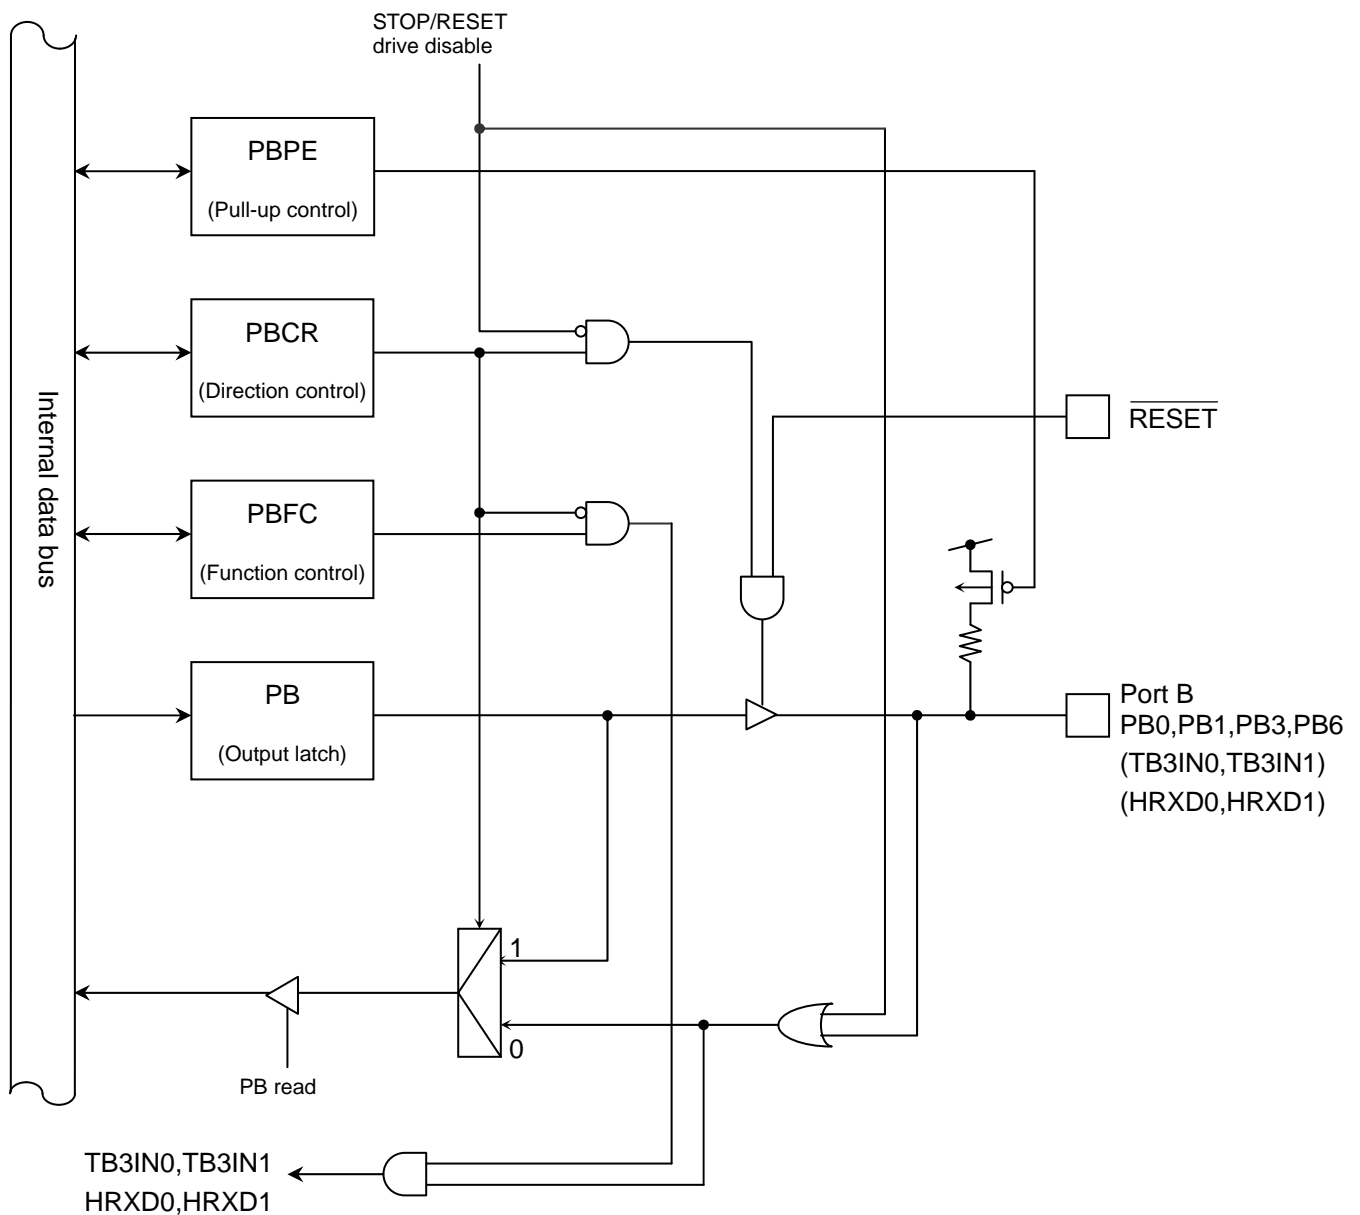 STOP/RESET
drive disable
PBPE
(Pull-up control)
PBCR
(Direction control)
RESET
Internal data bus
PBFC
(Function control)
PB
(Output latch)
Port B
PB0,PB1,PB3,PB6
(TB3IN0,TB3IN1)
(HRXD0,HRXD1)
1
0
PB read
TB3IN0,TB3IN1
HRXD0,HRXD1